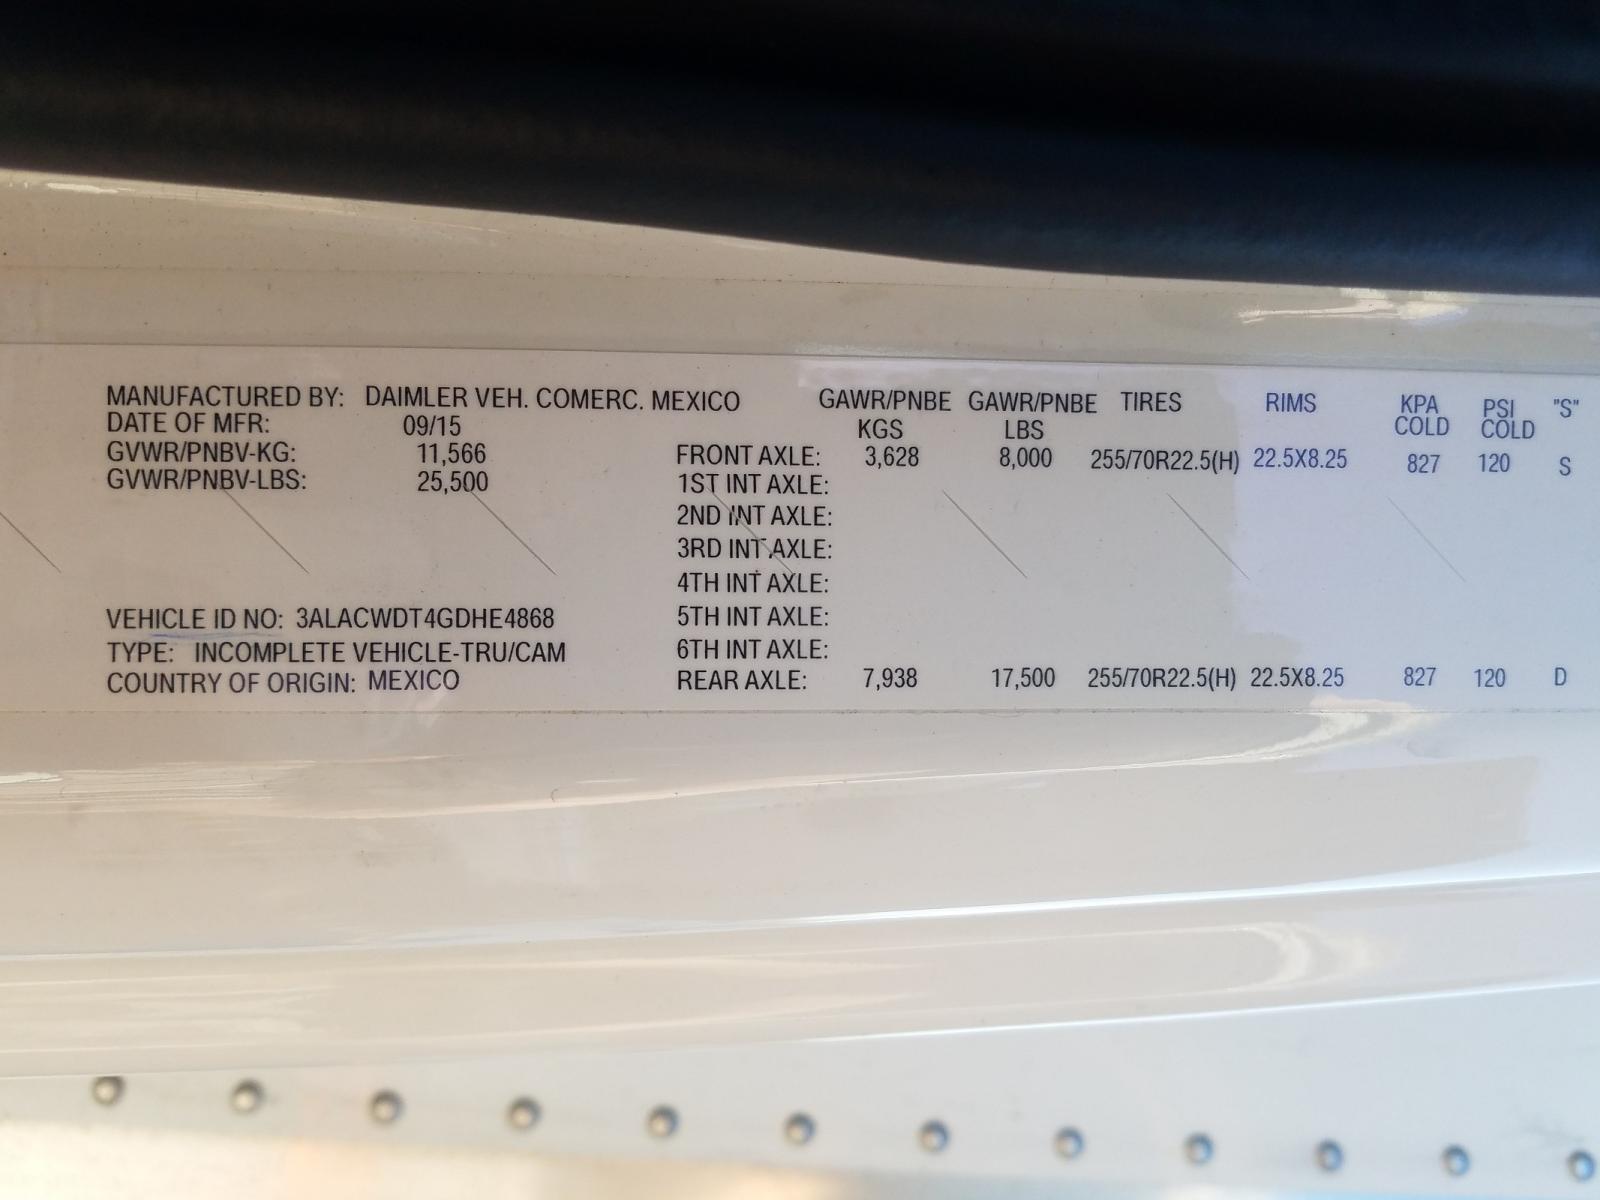 MANUFACTURED BY: DAIMLER VEH. COMERC. MEXICO
DATE OF MFR: 09/15
GVWR/PNBV-KG: 11,566
GVWR/PNBV-LBS: 25,500
VEHICLE ID NO: 3ALACWDT4GDHE4868
TYPE: INCOMPLETE VEHICLE-TRU/CAM
COUNTRY OF ORIGIN: MEXICO
GAWR/PNBE GAWR/PNBE TIRES RIMS KPA PSI "S"
KGS LBS COLD COLD
FRONT AXLE: 3,628 8,000 255/70R22.5(H) 22.5X8.25 827 120 S
1ST INT AXLE:
2ND INT AXLE:
3RD INT AXLE:
4TH INT AXLE:
5TH INT AXLE:
6TH INT AXLE:
REAR AXLE: 7,938 17,500 255/70R22.5(H) 22.5X8.25 827 120 D